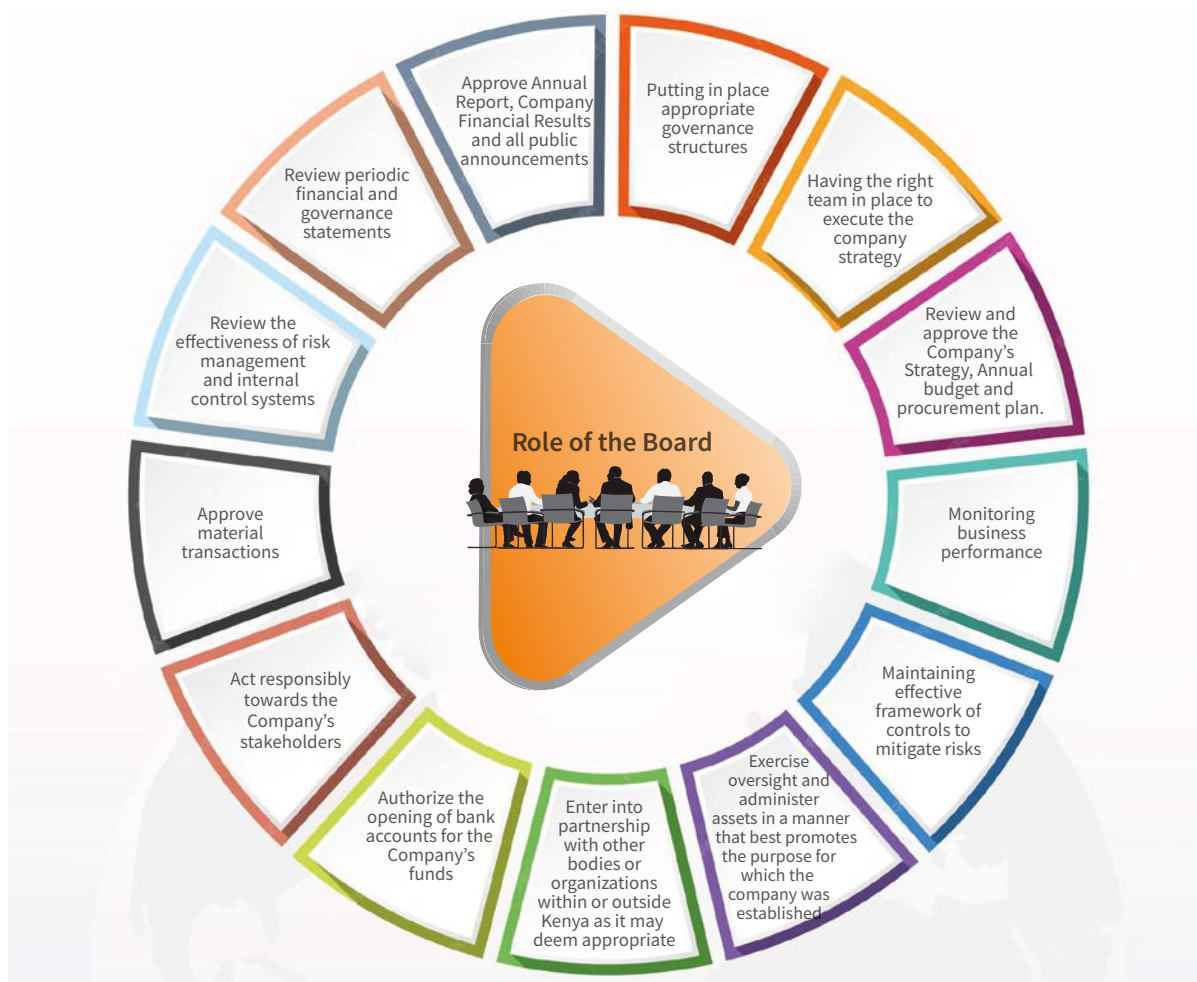 Role of the Board
Putting in place
appropriate
governance
structures
Having the right
team in place to
execute the
company
strategy
Review and
approve the
Company’s
Strategy, Annual
budget and
procurement plan.
Monitoring
business
performance
Maintaining
effective
framework of
controls to
mitigate risks
Exercise
oversight and
administer
assets in a manner
that best promotes
the purpose for
which the
company was
established
Enter into
partnership
with other
bodies or
organizations
within or outside
Kenya as it may
deem appropriate
Authorize the
opening of bank
accounts for the
Company’s
funds
Act responsibly
towards the
Company’s
stakeholders
Approve
material
transactions
Review the
effectiveness of risk
management
and internal
control systems
Review periodic
financial and
governance
statements
Approve Annual
Report, Company
Financial Results
and all public
announcements